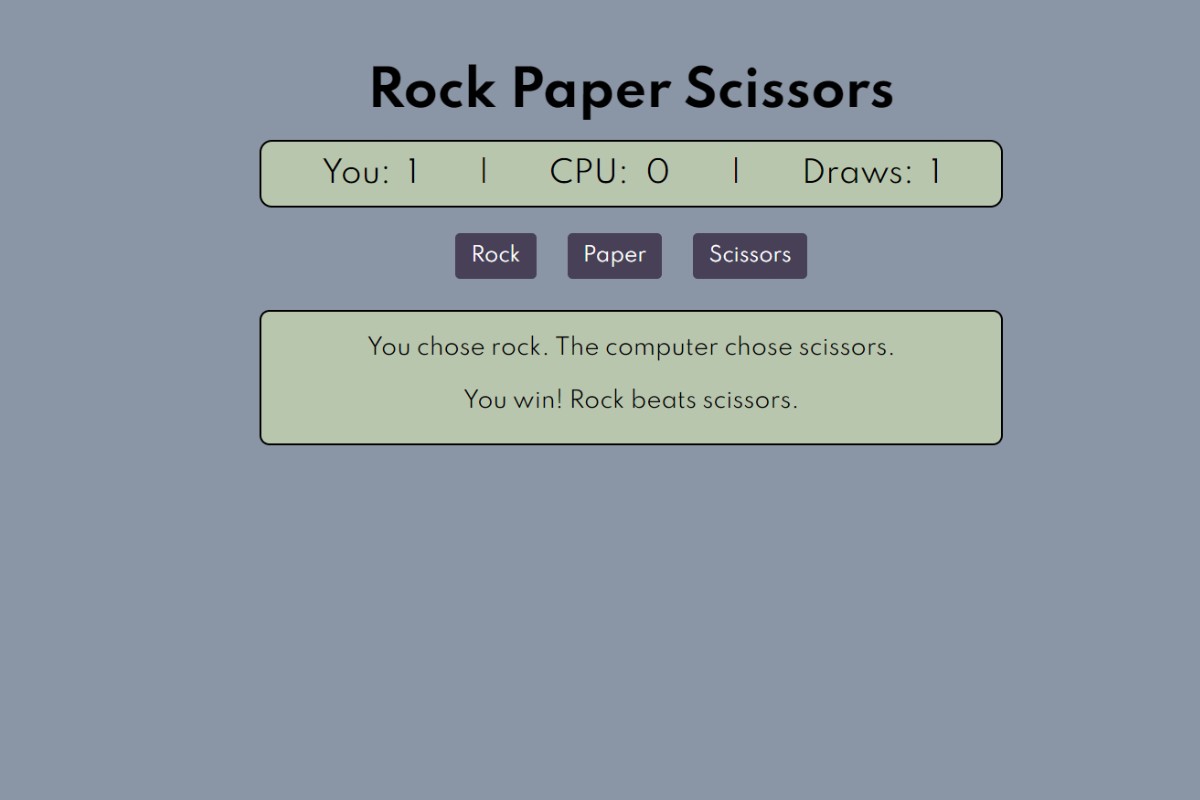 Rock Paper Scissors
You: 1 | CPU: 0 | Draws: 1
Rock Paper Scissors
You chose rock. The computer chose scissors.
You win! Rock beats scissors.